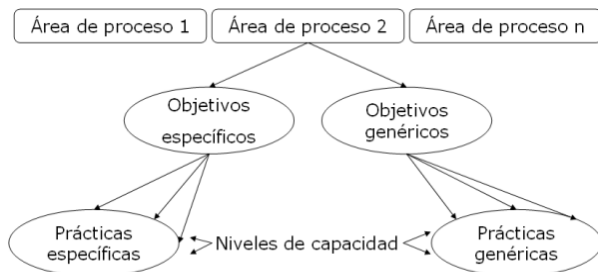 Área de proceso 1
Área de proceso 2
Área de proceso n
Objetivos
específicos
Objetivos
genéricos
Prácticas
específicas
Niveles de capacidad
Prácticas
genéricas